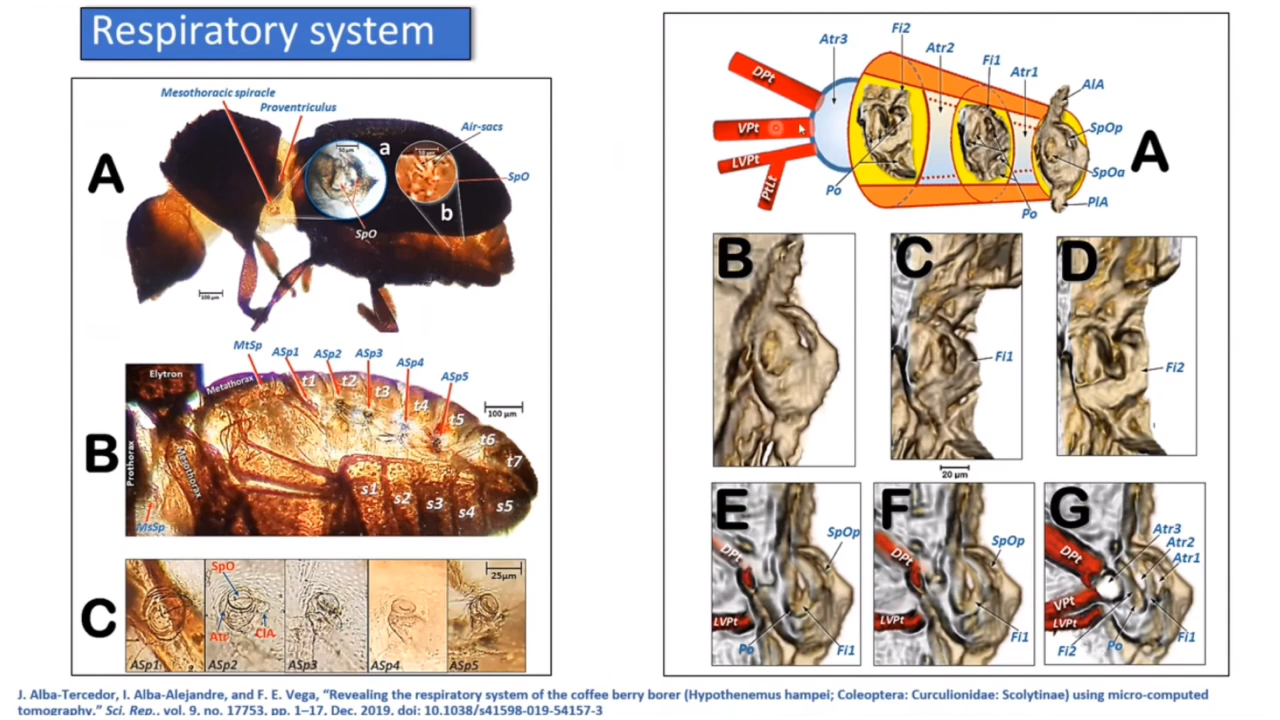 Respiratory system
Mesothoracic spiracle
Proventriculus
Air-sacs
50 µm
a
A
SpO
b
SpO
100 µm
MtSp ASp1 ASp2 ASp3 ASp4 ASp5
Elytron
Metathorax
t1 t2 t3 t4 t5 t6 t7
100 µm
B
Prothorax
Mesothorax
s1 s2 s3 s4 s5
MsSp
SpO
25µm
C
Atr
ClA
ASp1 ASp2 ASp3 ASp4 ASp5
Atr3 Fi2 Atr2 Fi1 Atr1
DPt
AlA
VPt
SpOp
A
LVPt
SpOa
PtLt
Po
Po
PlA
B C D
Fi1
Fi2
20 µm
E F G
SpOp
SpOp
Atr3
Atr2
Atr1
DPt
DPt
DPt
VPt
LVPt
LVPt
LVPt
Po
Fi1
Fi1
Fi2
Po
Fi1
J. Alba-Tercedor, I. Alba-Alejandre, and F. E. Vega, “Revealing the respiratory system of the coffee berry borer (Hypothenemus hampei; Coleoptera: Curculionidae: Scolytinae) using micro-computed
tomography,” Sci. Rep., vol. 9, no. 17753, pp. 1–17, Dec. 2019, doi: 10.1038/s41598-019-54157-3